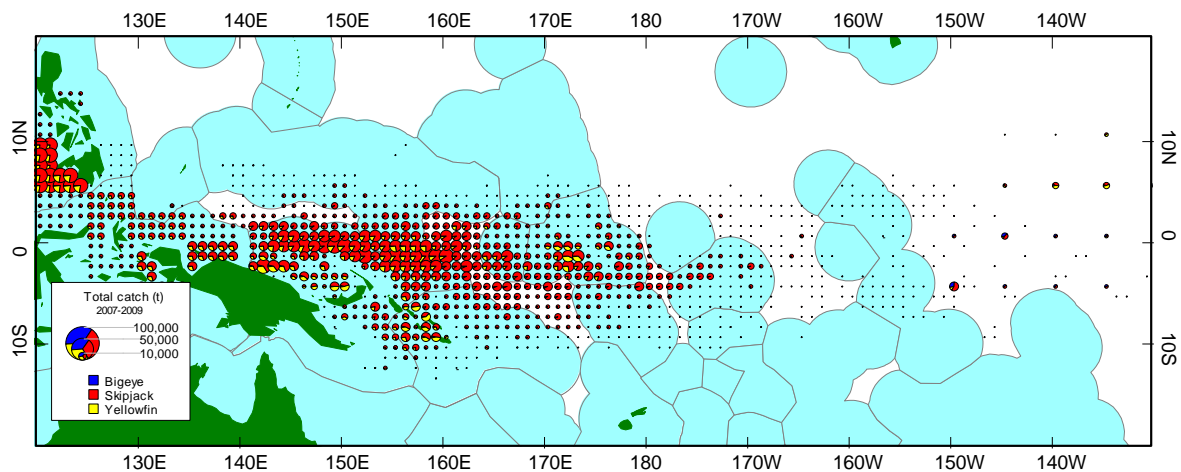 130E 140E 150E 160E 170E 180 170W 160W 150W 140W
10N 10N
0 0
10S 10S
Total catch (t)
2007-2009
100,000
50,000
10,000
Bigeye
Skipjack
Yellowfin
130E 140E 150E 160E 170E 180 170W 160W 150W 140W